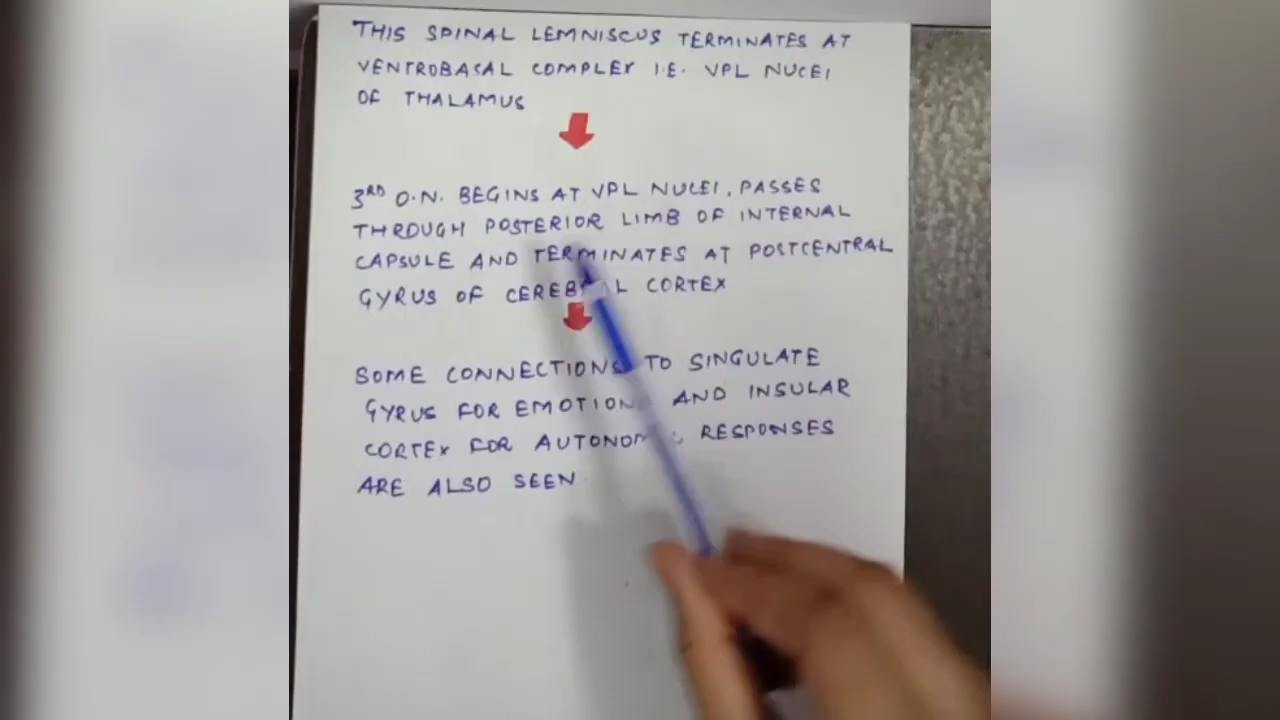 THIS SPINAL LEMNISCUS TERMINATES AT
VENTROBASAL COMPLEX I.E. VPL NUCEI
OF THALAMUS
3RD O.N. BEGINS AT VPL NUCEI, PASSES
THROUGH POSTERIOR LIMB OF INTERNAL
CAPSULE AND TERMINATES AT POSTCENTRAL
GYRUS OF CEREBRAL CORTEX
SOME CONNECTIONS TO SINGULATE
GYRUS FOR EMOTION AND INSULAR
CORTEX FOR AUTONOMIC RESPONSES
ARE ALSO SEEN